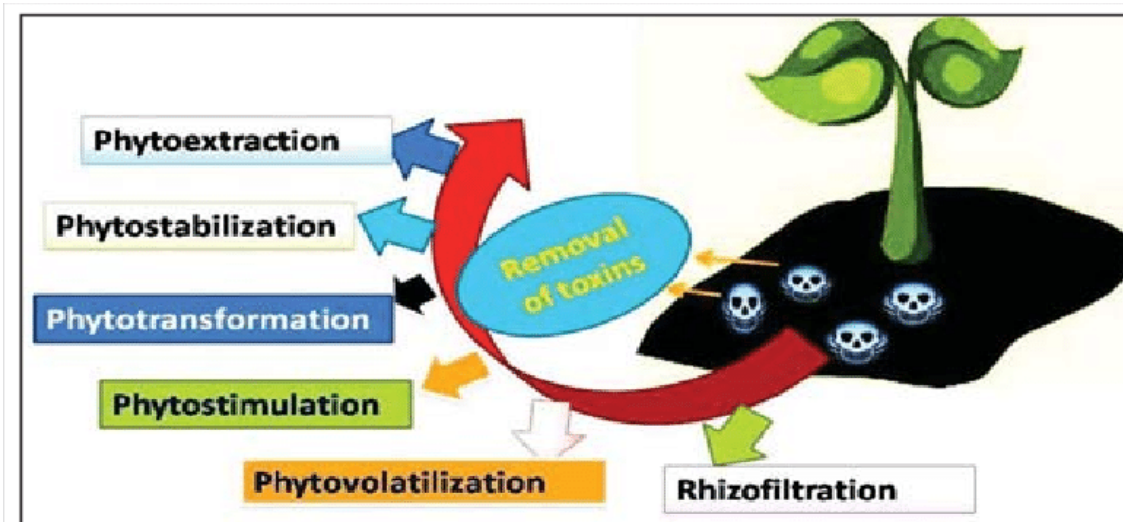 Phytoextraction
Phytostabilization
Phytotransformation
Phytostimulation
Phytovolatilization
Rhizofiltration
Removal
of toxins